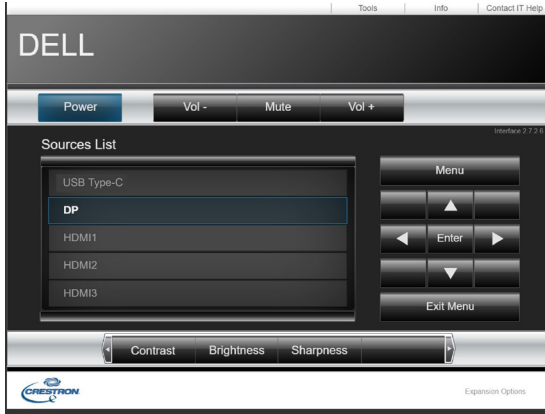 Tools Info Contact IT Help
DELL
Power Vol - Mute Vol +
Interface 2.7.2.6
Sources List
USB Type-C
DP
HDMI1
HDMI2
HDMI3
Menu
Enter
Exit Menu
Contrast Brightness Sharpness
CRESTRON
Expansion Options